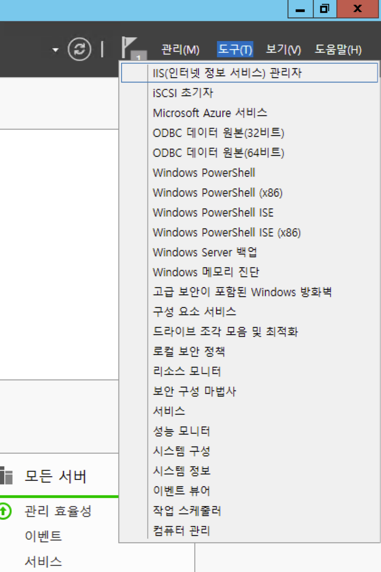 1
관리(M) 도구(T) 보기(V) 도움말(H)
IIS(인터넷 정보 서비스) 관리자
iSCSI 초기자
Microsoft Azure 서비스
ODBC 데이터 원본(32비트)
ODBC 데이터 원본(64비트)
Windows PowerShell
Windows PowerShell (x86)
Windows PowerShell ISE
Windows PowerShell ISE (x86)
Windows Server 백업
Windows 메모리 진단
고급 보안이 포함된 Windows 방화벽
구성 요소 서비스
드라이브 조각 모음 및 최적화
로컬 보안 정책
리소스 모니터
보안 구성 마법사
서비스
성능 모니터
시스템 구성
시스템 정보
이벤트 뷰어
작업 스케줄러
컴퓨터 관리
모든 서버
관리 효율성
이벤트
서비스